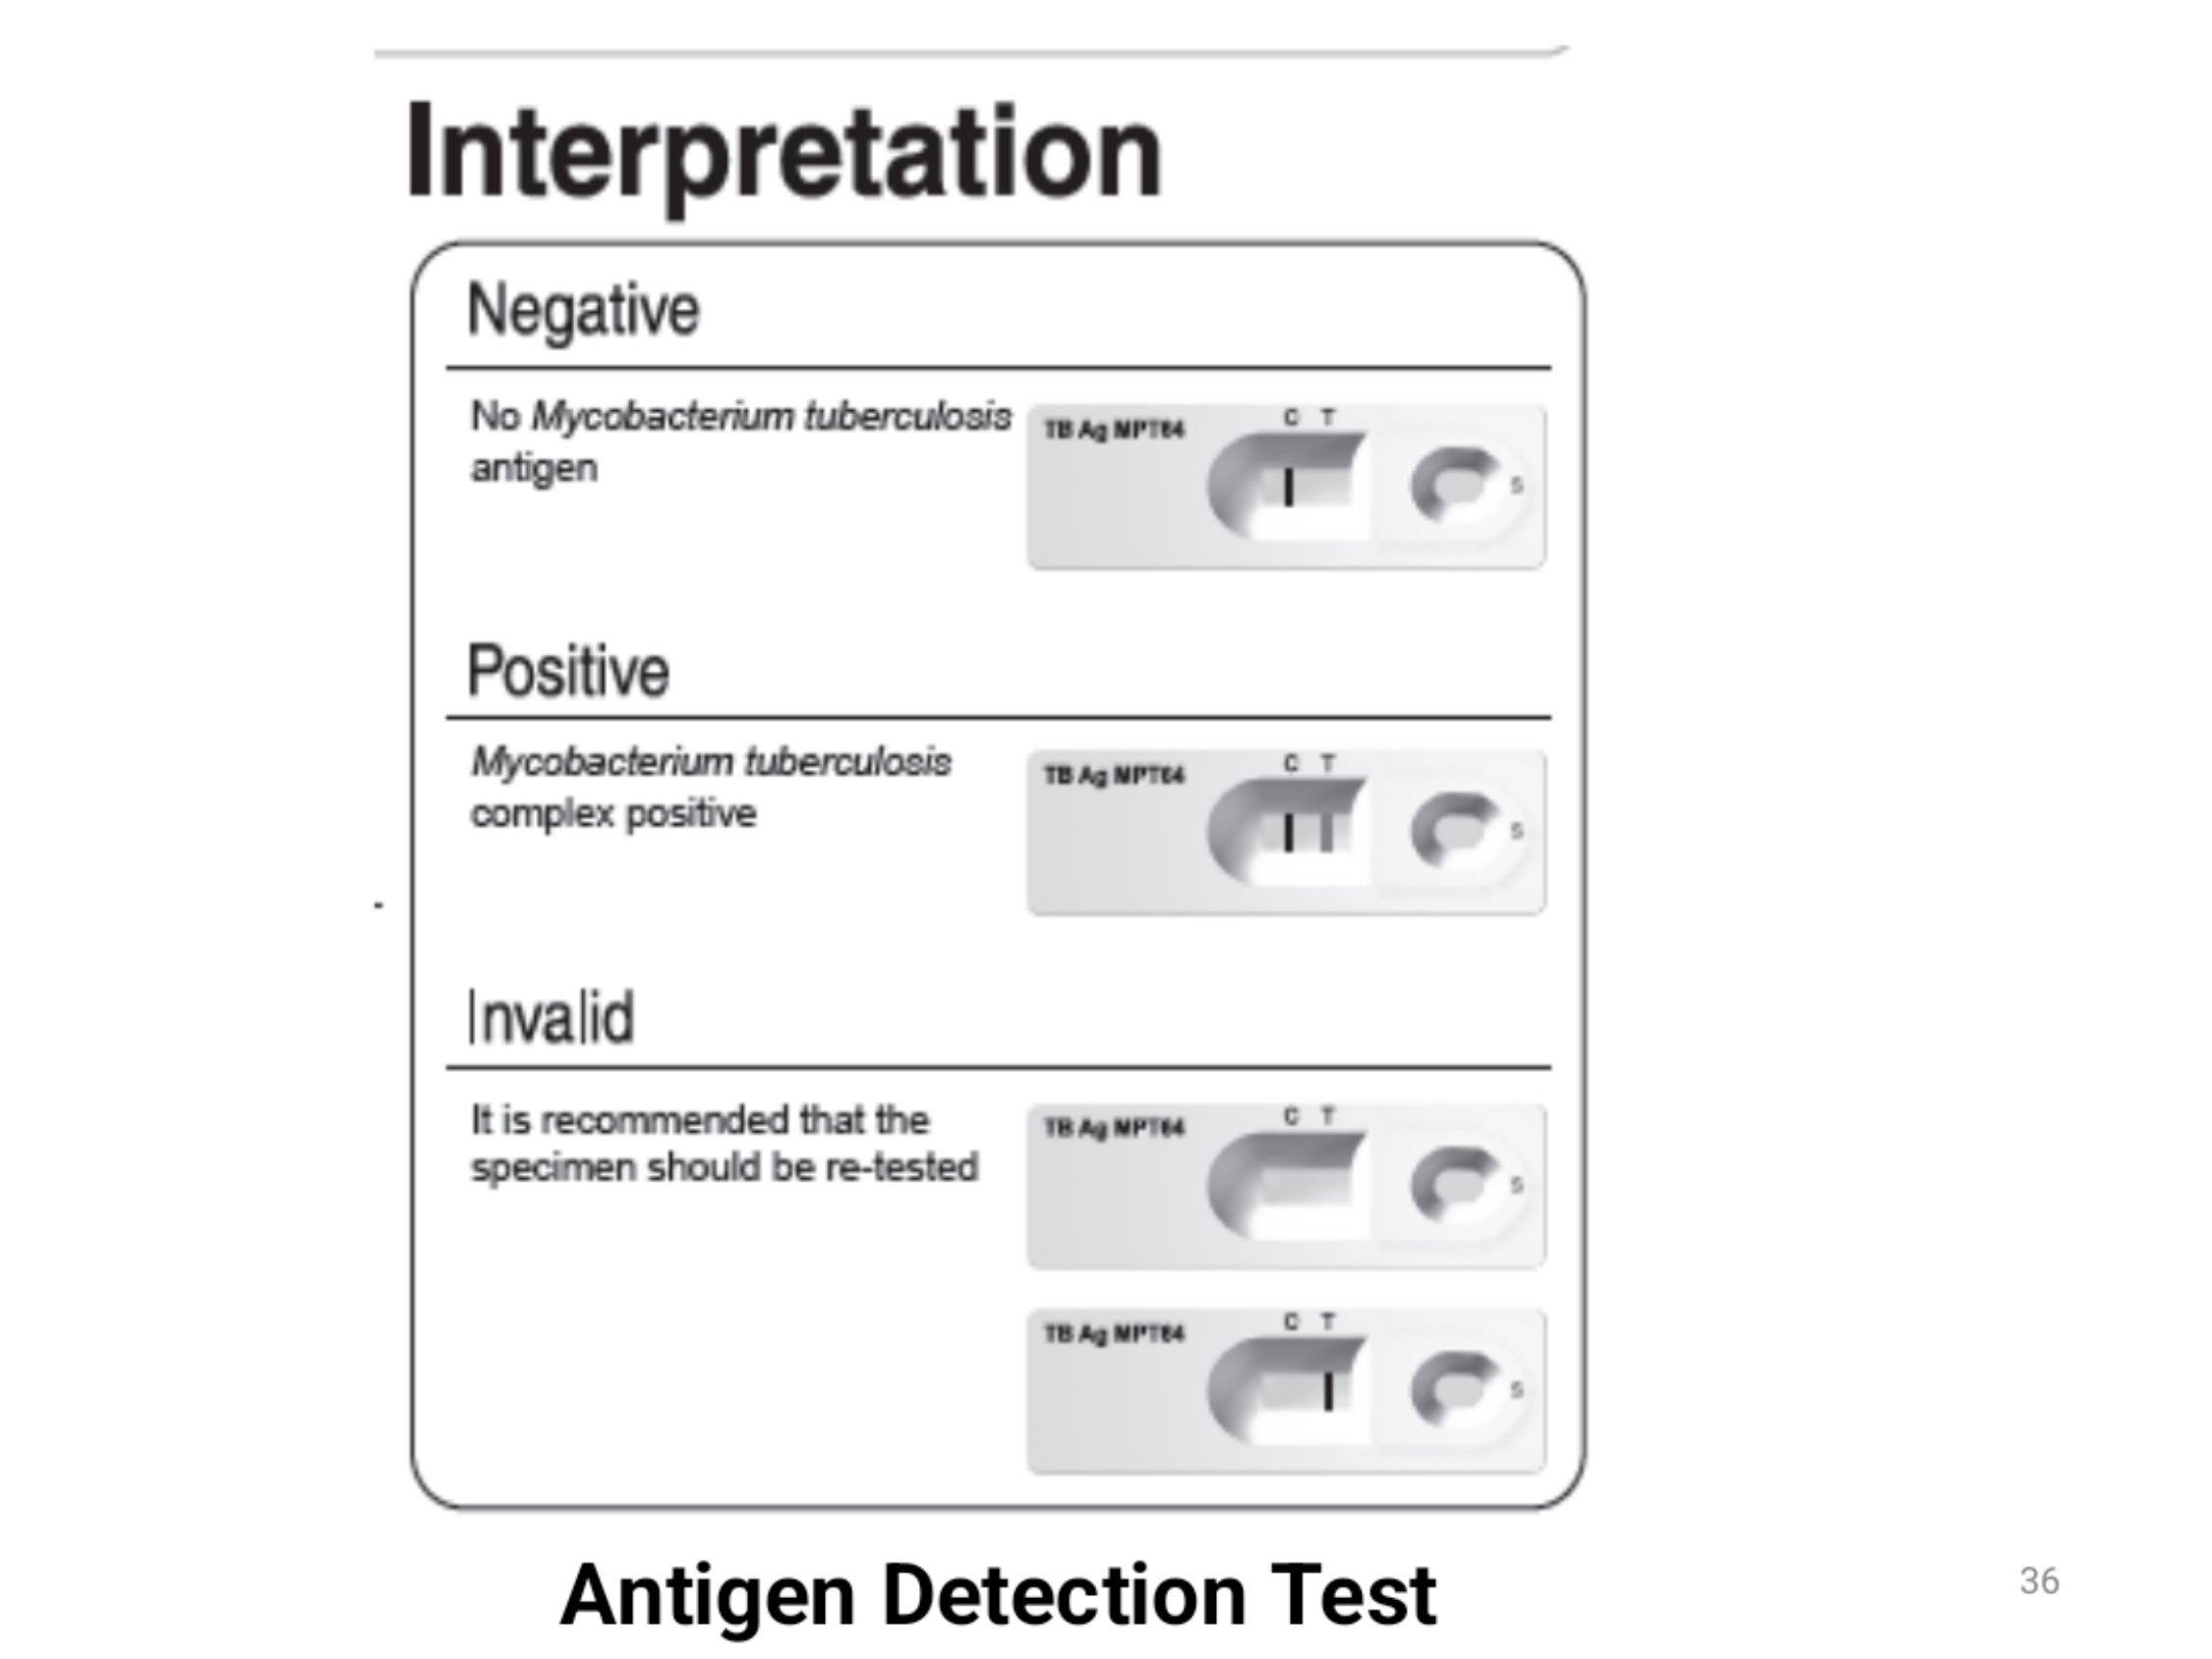 Interpretation
Negative
No Mycobacterium tuberculosis
antigen
TB Ag MPT64
C T
S
Positive
Mycobacterium tuberculosis
complex positive
TB Ag MPT64
C T
S
Invalid
It is recommended that the
specimen should be re-tested
TB Ag MPT64
C T
S
TB Ag MPT64
C T
S
Antigen Detection Test
36